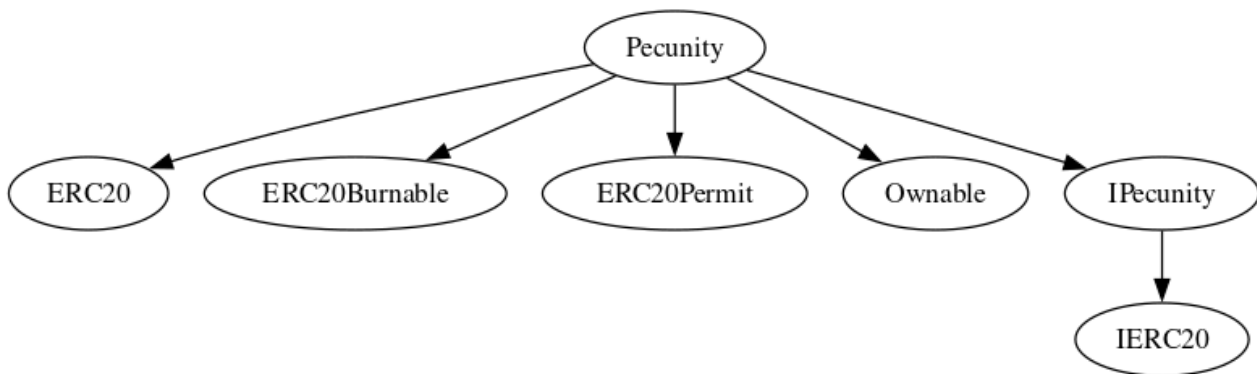 Pecunity
ERC20
ERC20Burnable
ERC20Permit
Ownable
IPecunity
IERC20